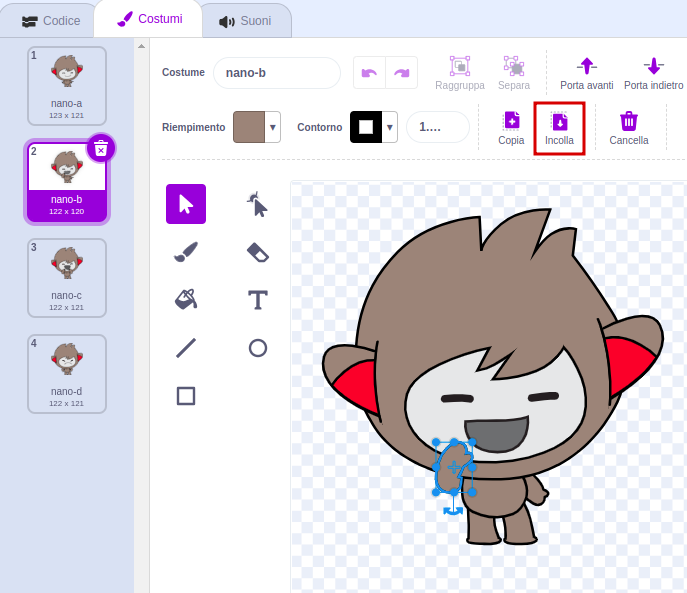 Codice
Costumi
Suoni
1
nano-a
123 x 121
2
nano-b
122 x 120
3
nano-c
122 x 121
4
nano-d
122 x 121
Costume
nano-b
Raggruppa
Separa
Porta avanti
Porta indietro
Riempimento
Contorno
1....
Copia
Incolla
Cancella
T